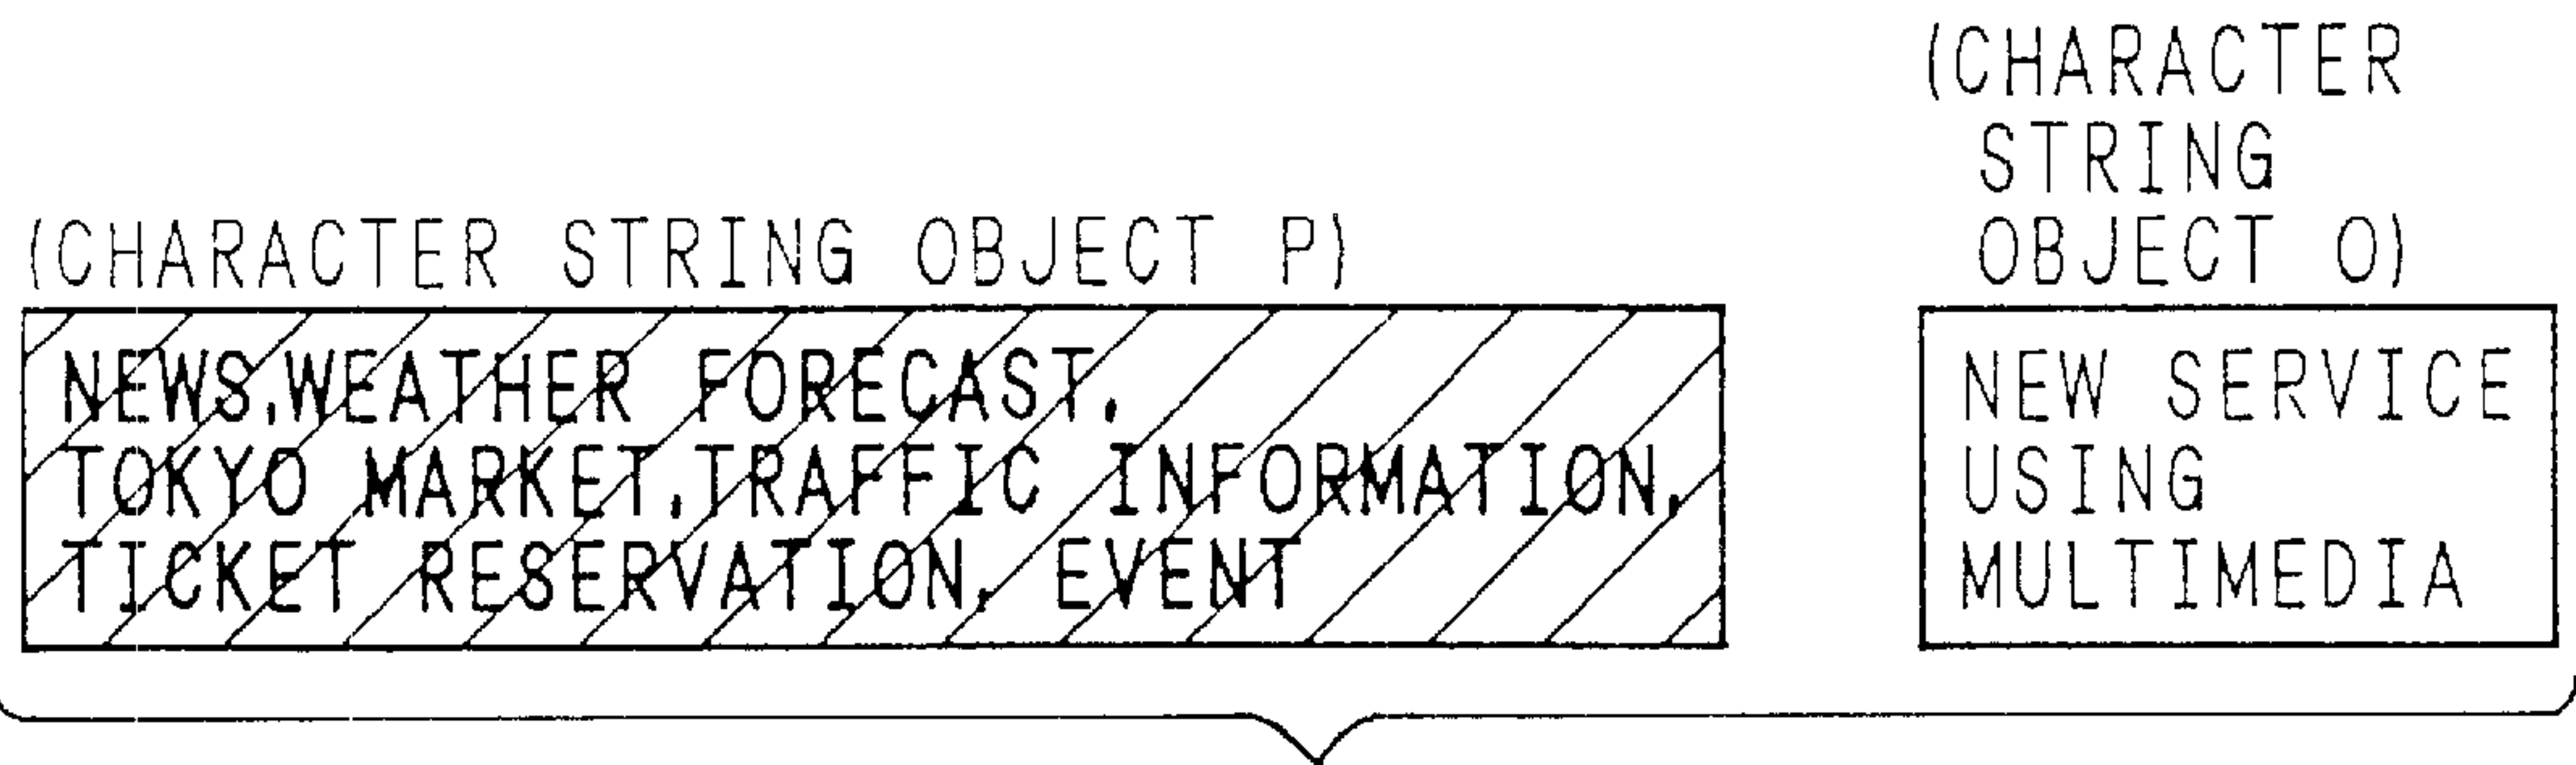 (CHARACTER STRING OBJECT P)
NEWS,WEATHER FORECAST,
TOKYO MARKET,TRAFFIC INFORMATION,
TICKET RESERVATION, EVENT
(CHARACTER
STRING
OBJECT O)
NEW SERVICE
USING
MULTIMEDIA